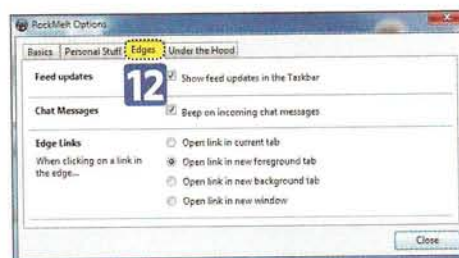 RockMelt Options
Basics Personal Stuff Edges Under the Hood
12
Feed updates Show feed updates in the Taskbar
Chat Messages Beep on incoming chat messages
Edge Links Open link in current tab
When clicking on a link in the edge... Open link in new foreground tab
Open link in new background tab
Open link in new window
Close